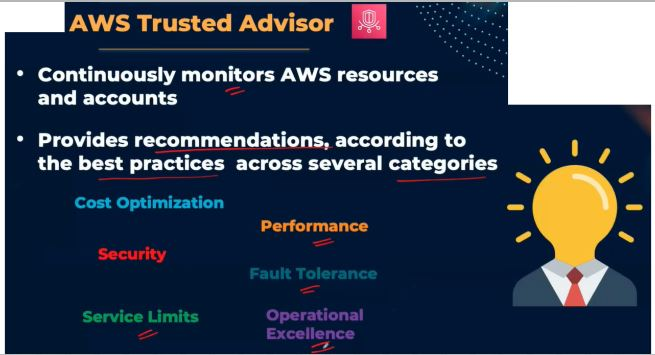 AWS Trusted Advisor
• Continuously monitors AWS resources
and accounts
• Provides recommendations, according to
the best practices across several categories
Cost Optimization
Performance
Security
Fault Tolerance
Service Limits
Operational
Excellence